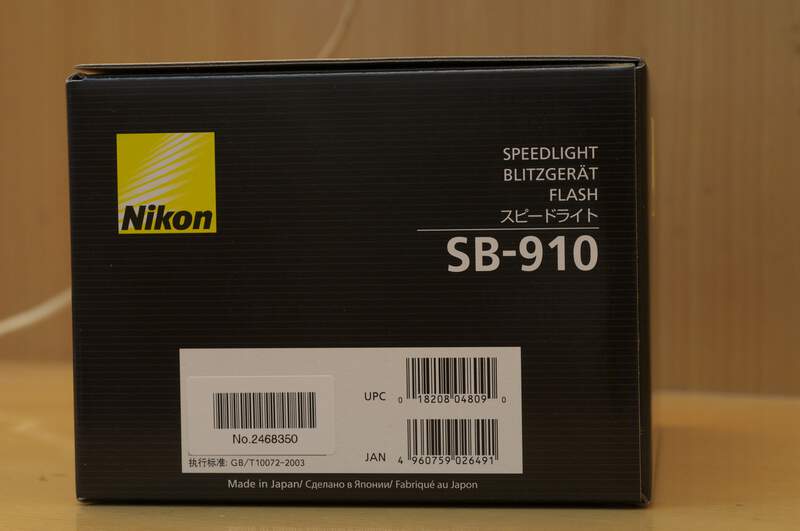 Nikon
SPEEDLIGHT
BLITZGERÄT
FLASH
スピードライト
SB-910
UPC
0 18208 04809 0
No.2468350
JAN
4 960759 026491
执行标准: GB/T10072-2003
Made in Japan/ Сделано в Японии/ Fabriqué au Japon